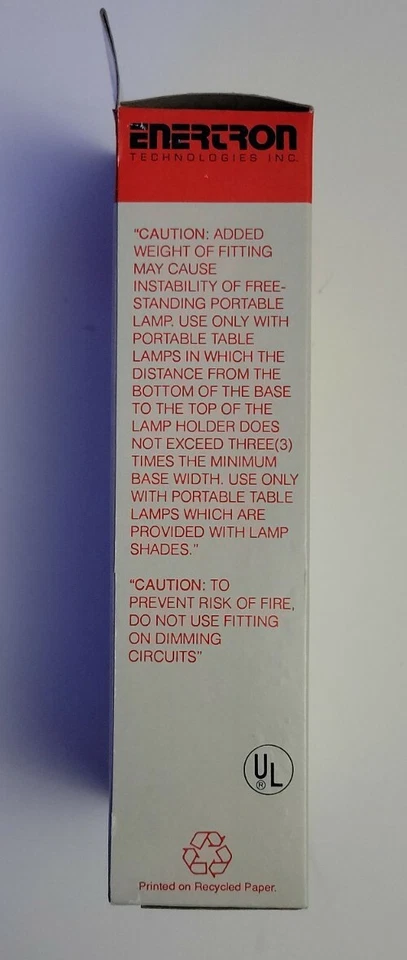 ENERTRON
TECHNOLOGIES INC.
"CAUTION: ADDED
WEIGHT OF FITTING
MAY CAUSE
INSTABILITY OF FREE-
STANDING PORTABLE
LAMP. USE ONLY WITH
PORTABLE TABLE
LAMPS IN WHICH THE
DISTANCE FROM THE
BOTTOM OF THE BASE
TO THE TOP OF THE
LAMP HOLDER DOES
NOT EXCEED THREE(3)
TIMES THE MINIMUM
BASE WIDTH. USE ONLY
WITH PORTABLE TABLE
LAMPS WHICH ARE
PROVIDED WITH LAMP
SHADES."
"CAUTION: TO
PREVENT RISK OF FIRE,
DO NOT USE FITTING
ON DIMMING
CIRCUITS"
UL
®
Printed on Recycled Paper.